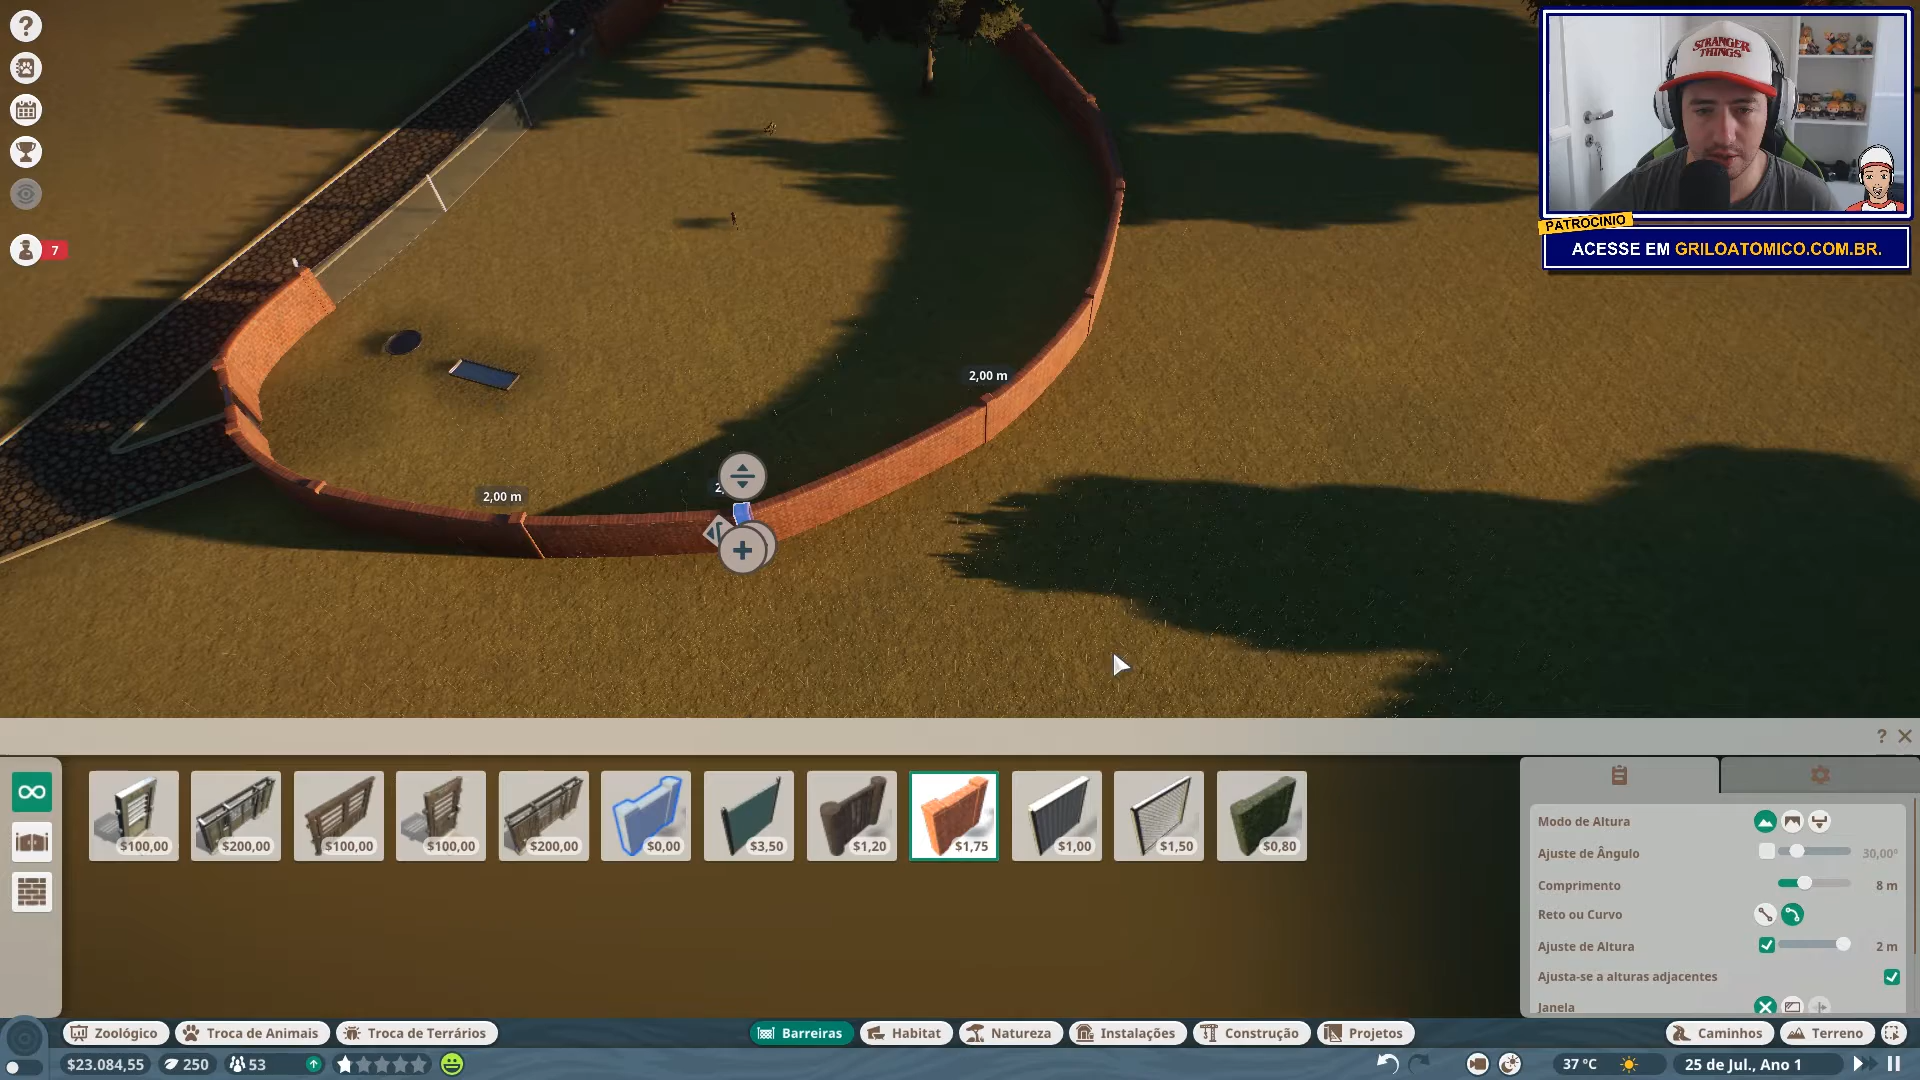 STRANGER
THINGS
PATROCINIO
ACESSE EM GRILOATOMICO.COM.BR.
7
2,00 m
2,00 m
2,
? 
$100,00
$200,00
$100,00
$100,00
$200,00
$0,00
$3,50
$1,20
$1,75
$1,00
$1,50
$0,80
Modo de Altura
Ajuste de Ângulo 30,00°
Comprimento 8 m
Reto ou Curvo
Ajuste de Altura 2 m
Ajusta-se a alturas adjacentes
Janela
Zoológico Troca de Animais Troca de Terrários Barreiras Habitat Natureza Instalações Construção Projetos Caminhos Terreno
$23.084,55 250 53 37 °C 25 de Jul., Ano 1